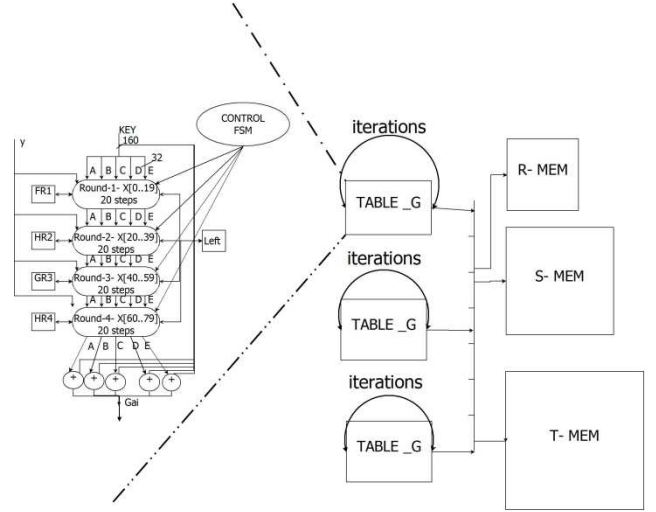 CONTROL
FSM
KEY
160
y
32
A B C D E
FR1
Round-1- X[0..19]
20 steps
A B C D E
HR2
Round-2- X[20..39]
20 steps
Left
A B C D E
GR3
Round-3- X[40..59]
20 steps
A B C D E
HR4
Round-4- X[60..79]
20 steps
A B C D E
+ + + + +
Gai
iterations
TABLE _G
iterations
TABLE _G
iterations
TABLE _G
R- MEM
S- MEM
T- MEM